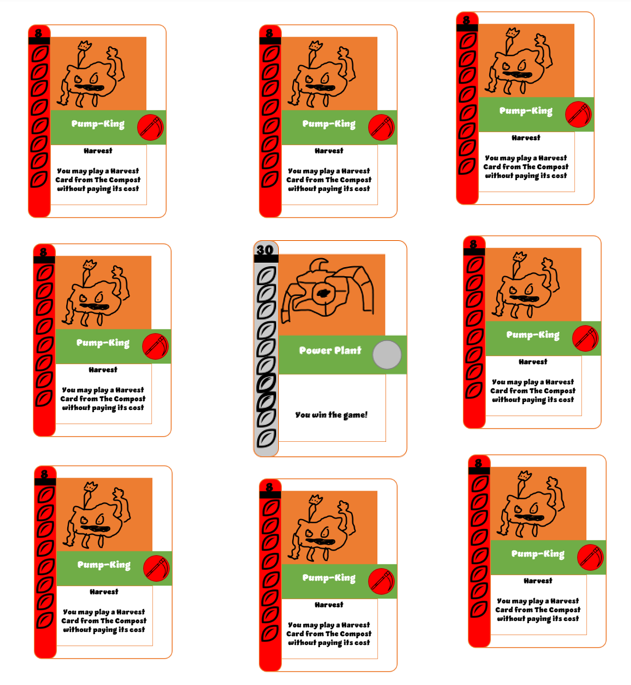 8
Pump-King
Harvest
You may play a Harvest
Card from The Compost
without paying its cost
8
Pump-King
Harvest
You may play a Harvest
Card from The Compost
without paying its cost
8
Pump-King
Harvest
You may play a Harvest
Card from The Compost
without paying its cost
8
Pump-King
Harvest
You may play a Harvest
Card from The Compost
without paying its cost
30
Power Plant
You win the game!
8
Pump-King
Harvest
You may play a Harvest
Card from The Compost
without paying its cost
8
Pump-King
Harvest
You may play a Harvest
Card from The Compost
without paying its cost
8
Pump-King
Harvest
You may play a Harvest
Card from The Compost
without paying its cost
8
Pump-King
Harvest
You may play a Harvest
Card from The Compost
without paying its cost